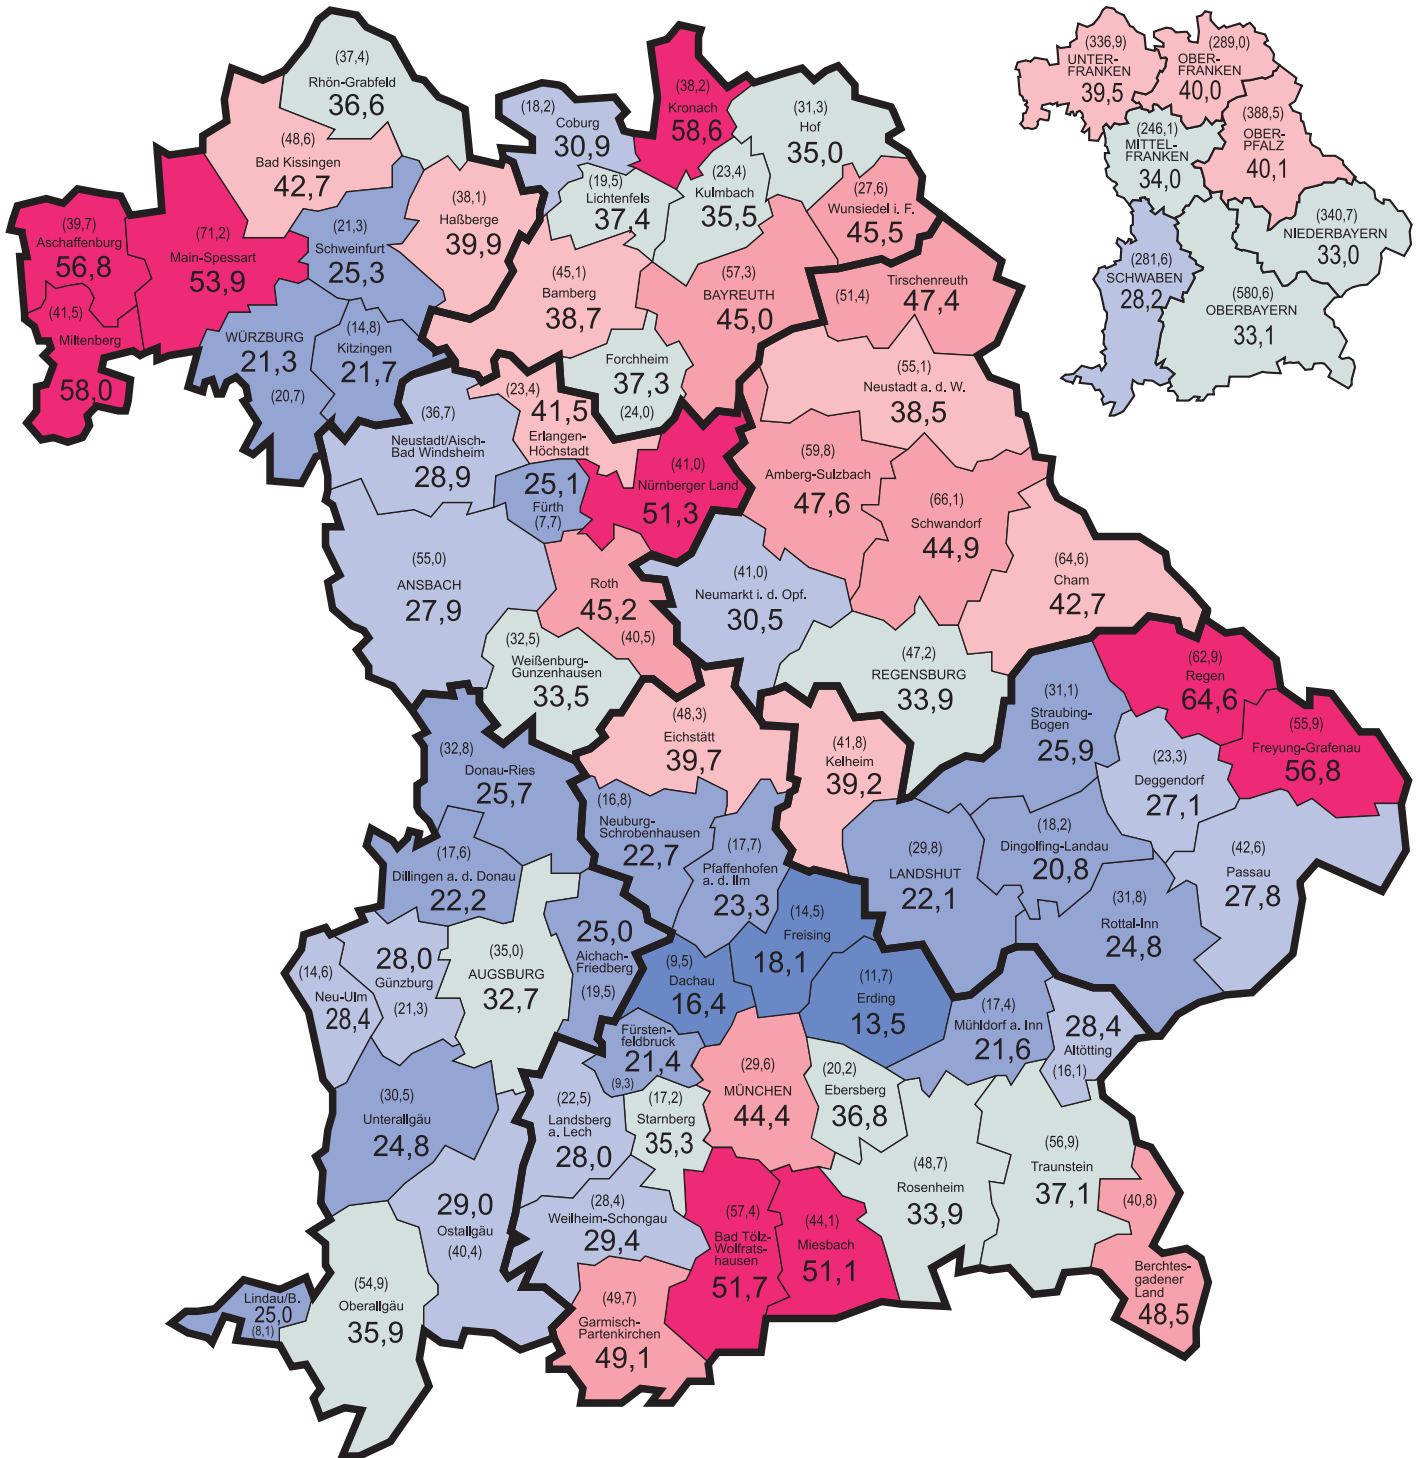 (37,4)
Rhön-Grabfeld
36,6
(48,6)
Bad Kissingen
42,7
(39,7)
Aschaffenburg
56,8
(71,2)
Main-Spessart
53,9
(41,5)
Miltenberg
58,0
(21,3)
Schweinfurt
25,3
(38,1)
Haßberge
39,9
WÜRZBURG
21,3
(20,7)
(14,8)
Kitzingen
21,7
(18,2)
Coburg
30,9
(38,2)
Kronach
58,6
(31,3)
Hof
35,0
(19,5)
Lichtenfels
37,4
(23,4)
Kulmbach
35,5
(27,6)
Wunsiedel i. F.
45,5
(45,1)
Bamberg
38,7
(57,3)
BAYREUTH
45,0
Forchheim
37,3
(24,0)
Tirschenreuth
(51,4)
47,4
(55,1)
Neustadt a. d. W.
38,5
(59,8)
Amberg-Sulzbach
47,6
(66,1)
Schwandorf
44,9
(64,6)
Cham
42,7
(41,0)
Neumarkt i. d. Opf.
30,5
(47,2)
REGENSBURG
33,9
(36,7)
Neustadt/Aisch-
Bad Windsheim
28,9
(23,4)
41,5
Erlangen-
Höchstadt
25,1
Fürth
(7,7)
(41,0)
Nürnberger Land
51,3
(55,0)
ANSBACH
27,9
Roth
45,2
(40,5)
(32,5)
Weißenburg-
Gunzenhausen
33,5
(62,9)
Regen
64,6
(55,9)
Freyung-Grafenau
56,8
(31,1)
Straubing-
Bogen
25,9
(23,3)
Deggendorf
27,1
(41,8)
Kelheim
39,2
(29,8)
LANDSHUT
22,1
(18,2)
Dingolfing-Landau
20,8
(42,6)
Passau
27,8
(31,8)
Rottal-Inn
24,8
(32,8)
Donau-Ries
25,7
(17,6)
Dillingen a. d. Donau
22,2
(14,6)
Neu-Ulm
28,4
28,0
Günzburg
(21,3)
(35,0)
AUGSBURG
32,7
25,0
Aichach-
Friedberg
(19,5)
(30,5)
Unterallgäu
24,8
29,0
Ostallgäu
(40,4)
Lindau/B.
25,0
(8,1)
(54,9)
Oberallgäu
35,9
(48,3)
Eichstätt
39,7
(16,8)
Neuburg-
Schrobenhausen
22,7
(17,7)
Pfaffenhofen
a. d. Ilm
23,3
(14,5)
Freising
18,1
(9,5)
Dachau
16,4
(11,7)
Erding
13,5
(17,4)
Mühldorf a. Inn
21,6
28,4
Altötting
(16,1)
Fürsten-
feldbruck
21,4
(9,3)
(29,6)
MÜNCHEN
44,4
(20,2)
Ebersberg
36,8
(22,5)
Landsberg
a. Lech
28,0
(17,2)
Starnberg
35,3
(28,4)
Weilheim-Schongau
29,4
(57,4)
Bad Tölz-
Wolfrats-
hausen
51,7
(44,1)
Miesbach
51,1
(48,7)
Rosenheim
33,9
(56,9)
Traunstein
37,1
(40,8)
Berchtes-
gadener
Land
48,5
(49,7)
Garmisch-
Partenkirchen
49,1
(336,9)
UNTER-
FRANKEN
39,5
(289,0)
OBER-
FRANKEN
40,0
(246,1)
MITTEL-
FRANKEN
34,0
(388,5)
OBER-
PFALZ
40,1
(340,7)
NIEDERBAYERN
33,0
(281,6)
SCHWABEN
28,2
(580,6)
OBERBAYERN
33,1